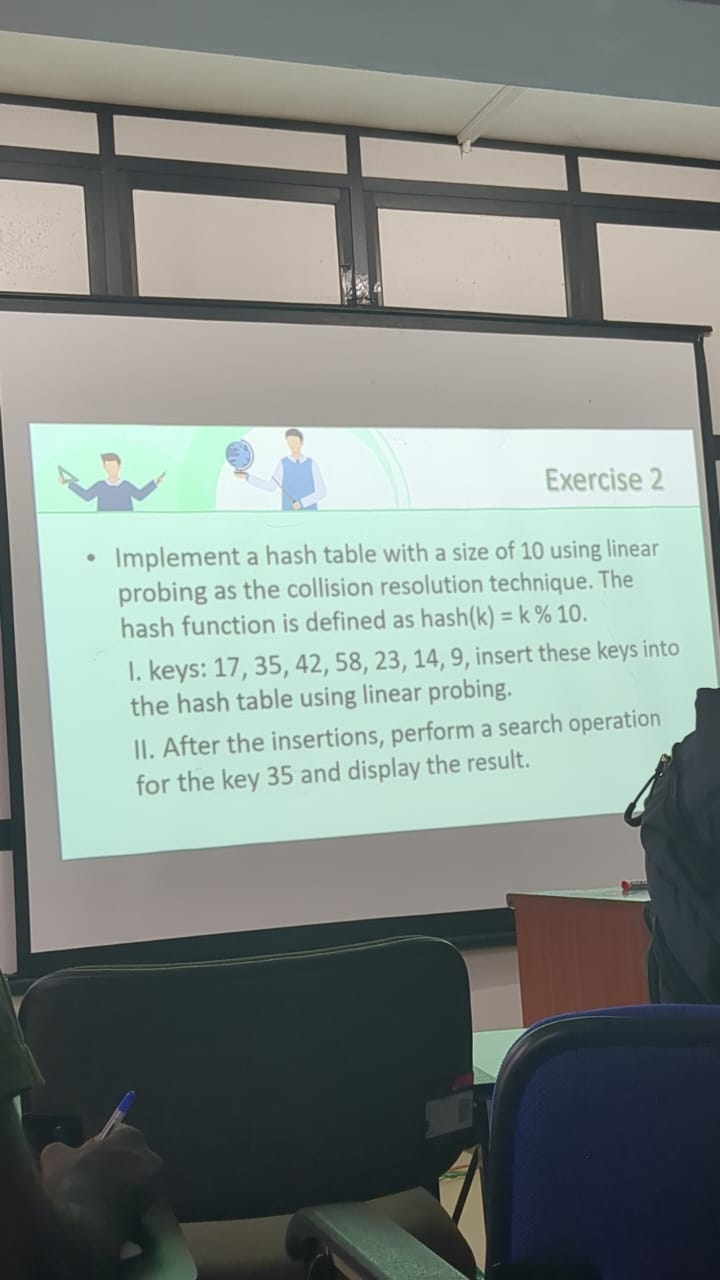 Exercise 2
• Implement a hash table with a size of 10 using linear
probing as the collision resolution technique. The
hash function is defined as hash(k) = k % 10.
I. keys: 17, 35, 42, 58, 23, 14, 9, insert these keys into
the hash table using linear probing.
II. After the insertions, perform a search operation
for the key 35 and display the result.